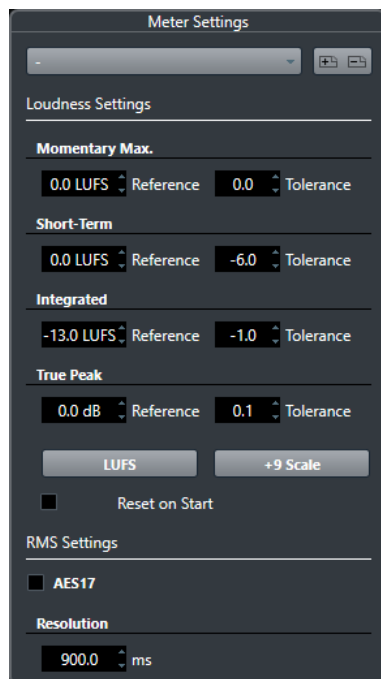 Meter Settings
-
Loudness Settings
Momentary Max.
0.0 LUFS Reference 0.0 Tolerance
Short-Term
0.0 LUFS Reference -6.0 Tolerance
Integrated
-13.0 LUFS Reference -1.0 Tolerance
True Peak
0.0 dB Reference 0.1 Tolerance
LUFS +9 Scale
Reset on Start
RMS Settings
AES17
Resolution
900.0 ms